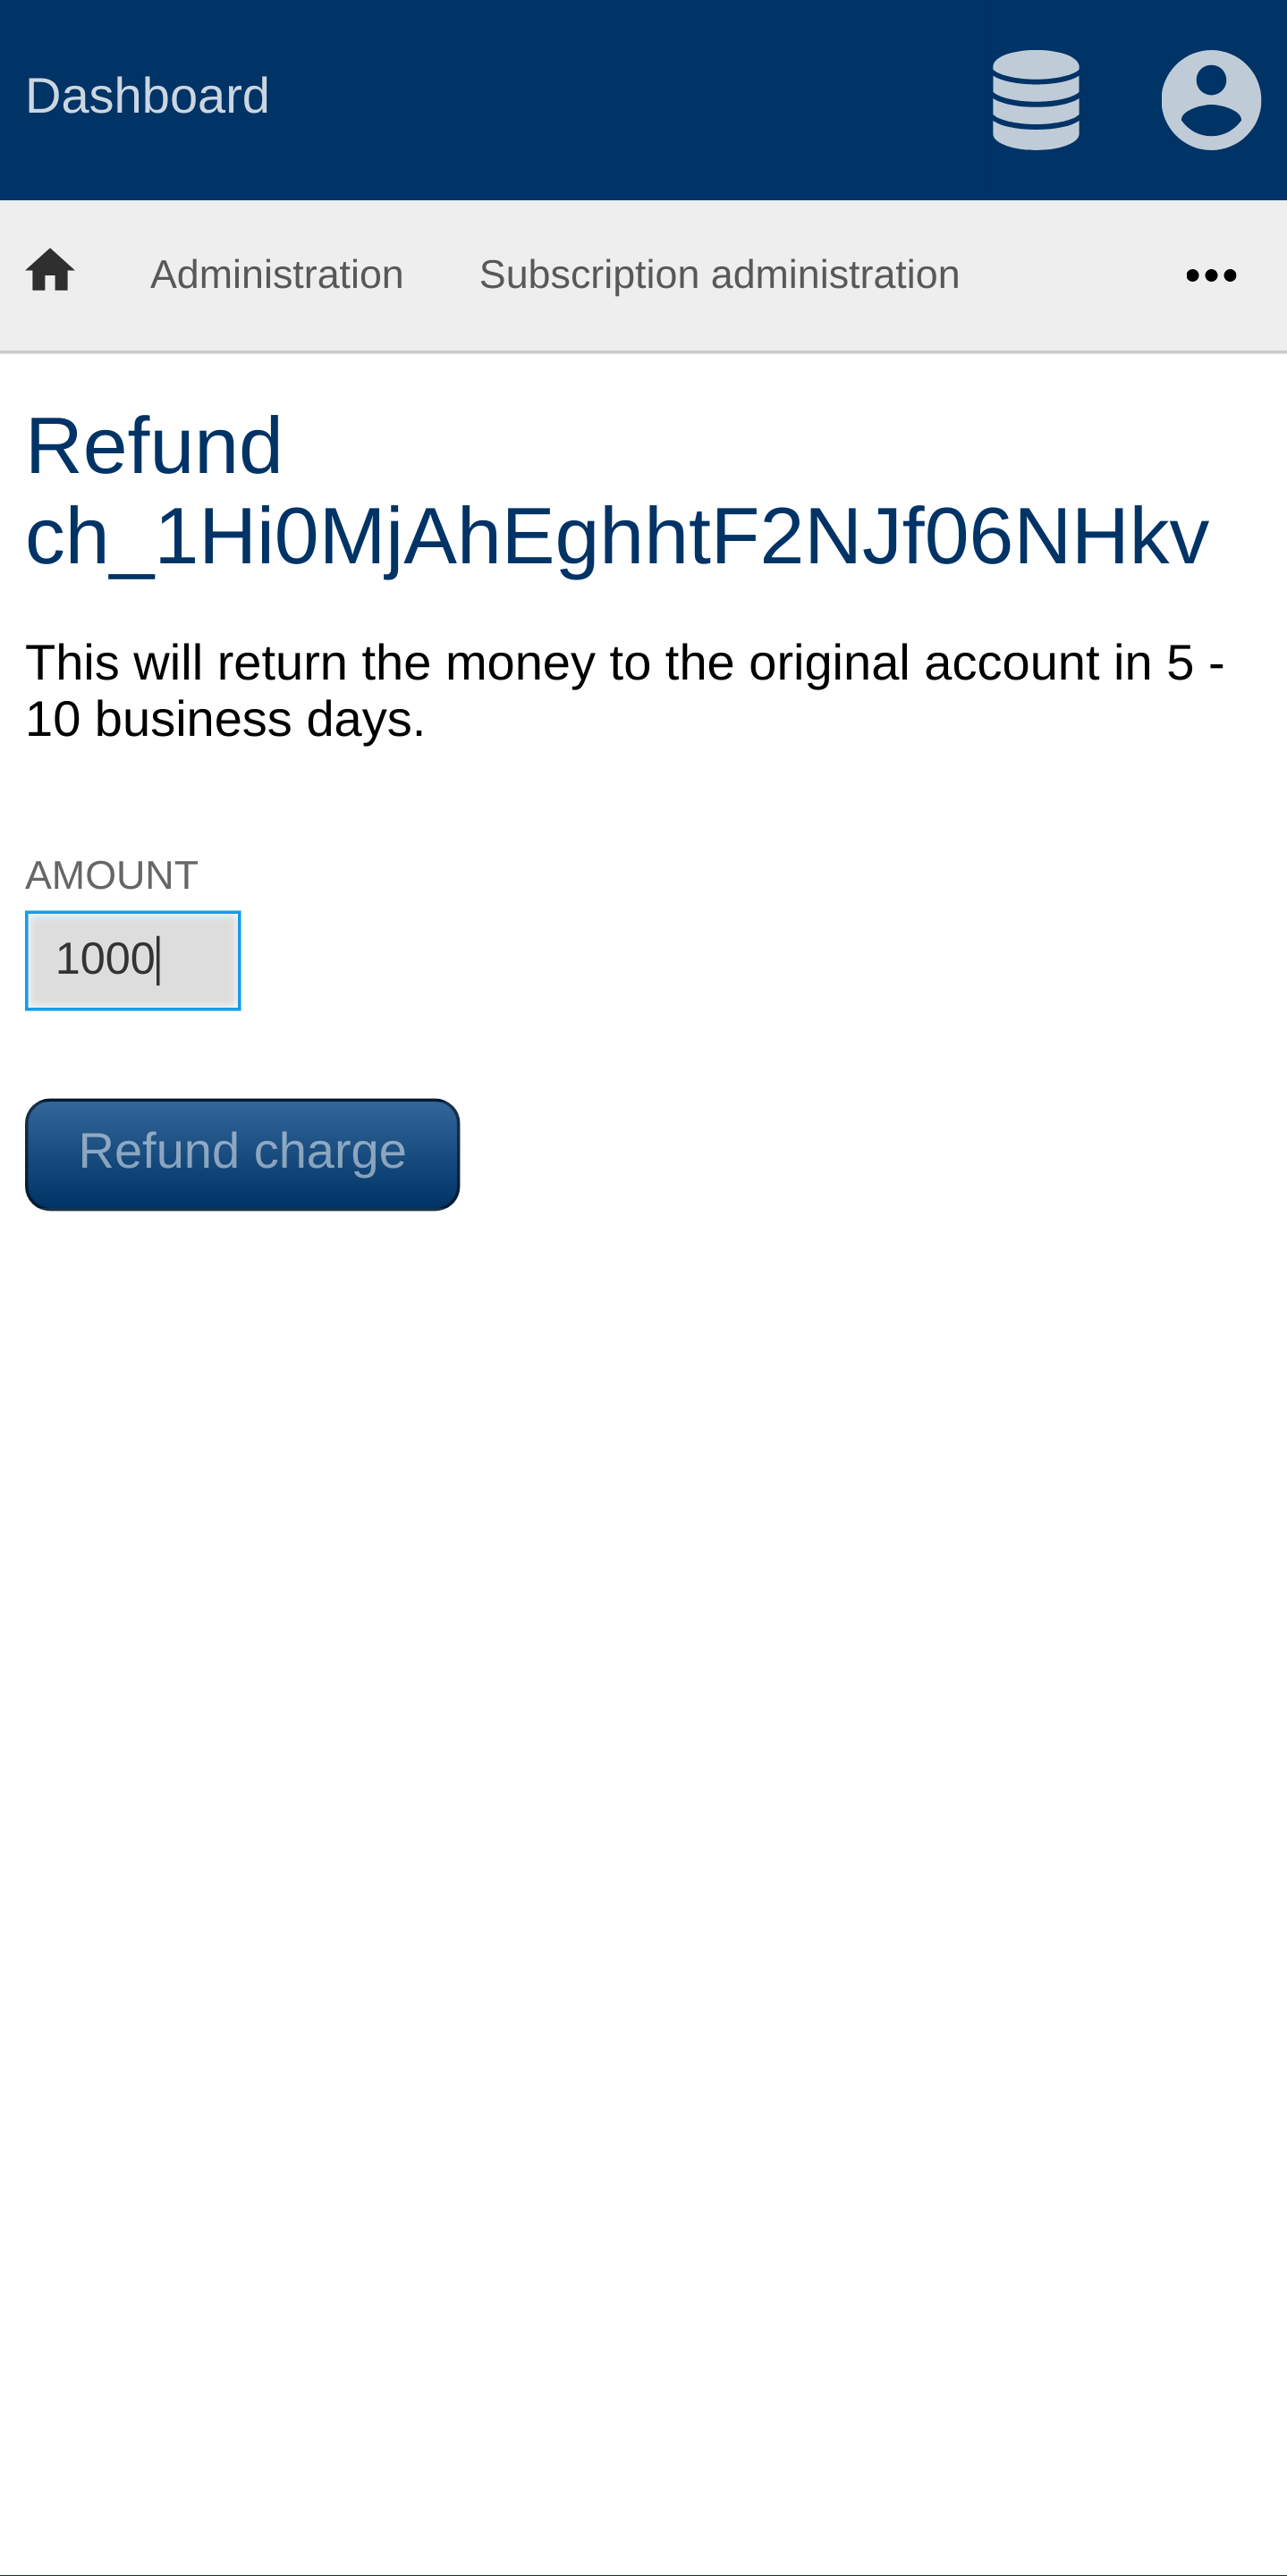 Dashboard
Administration Subscription administration •••
Refund
ch_1Hi0MjAhEghhtF2NJf06NHkv
This will return the money to the original account in 5 -
10 business days.
AMOUNT
1000
Refund charge